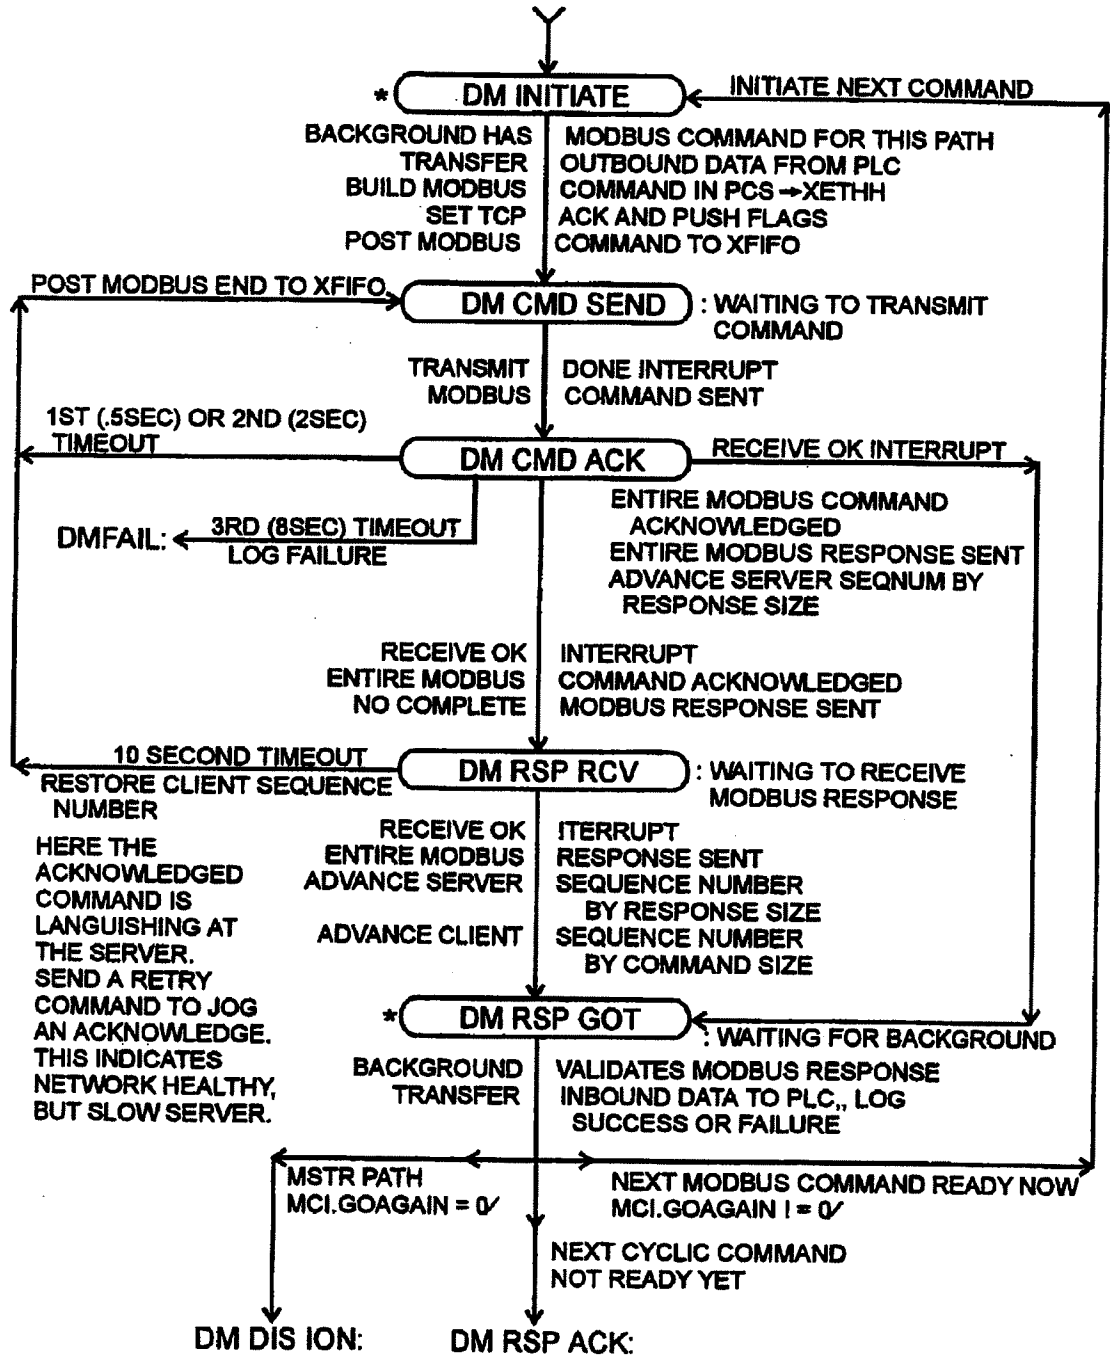 * DM INITIATE
INITIATE NEXT COMMAND
BACKGROUND HAS MODBUS COMMAND FOR THIS PATH
TRANSFER OUTBOUND DATA FROM PLC
BUILD MODBUS COMMAND IN PCS→XETHH
SET TCP ACK AND PUSH FLAGS
POST MODBUS COMMAND TO XFIFO
POST MODBUS END TO XFIFO
DM CMD SEND : WAITING TO TRANSMIT
COMMAND
TRANSMIT DONE INTERRUPT
MODBUS COMMAND SENT
1ST (.5SEC) OR 2ND (2SEC)
TIMEOUT
DM CMD ACK
RECEIVE OK INTERRUPT
ENTIRE MODBUS COMMAND
ACKNOWLEDGED
ENTIRE MODBUS RESPONSE SENT
ADVANCE SERVER SEQNUM BY
RESPONSE SIZE
DMFAIL:
3RD (8SEC) TIMEOUT
LOG FAILURE
RECEIVE OK INTERRUPT
ENTIRE MODBUS COMMAND ACKNOWLEDGED
NO COMPLETE MODBUS RESPONSE SENT
10 SECOND TIMEOUT
RESTORE CLIENT SEQUENCE
NUMBER
DM RSP RCV : WAITING TO RECEIVE
MODBUS RESPONSE
HERE THE
ACKNOWLEDGED
COMMAND IS
LANGUISHING AT
THE SERVER.
SEND A RETRY
COMMAND TO JOG
AN ACKNOWLEDGE.
THIS INDICATES
NETWORK HEALTHY,
BUT SLOW SERVER.
RECEIVE OK ITERRUPT
ENTIRE MODBUS RESPONSE SENT
ADVANCE SERVER SEQUENCE NUMBER
BY RESPONSE SIZE
ADVANCE CLIENT SEQUENCE NUMBER
BY COMMAND SIZE
* DM RSP GOT
: WAITING FOR BACKGROUND
BACKGROUND VALIDATES MODBUS RESPONSE
TRANSFER INBOUND DATA TO PLC,, LOG
SUCCESS OR FAILURE
MSTR PATH
MCI.GOAGAIN = 0/
NEXT MODBUS COMMAND READY NOW
MCI.GOAGAIN ! = 0/
NEXT CYCLIC COMMAND
NOT READY YET
DM DIS ION:
DM RSP ACK: